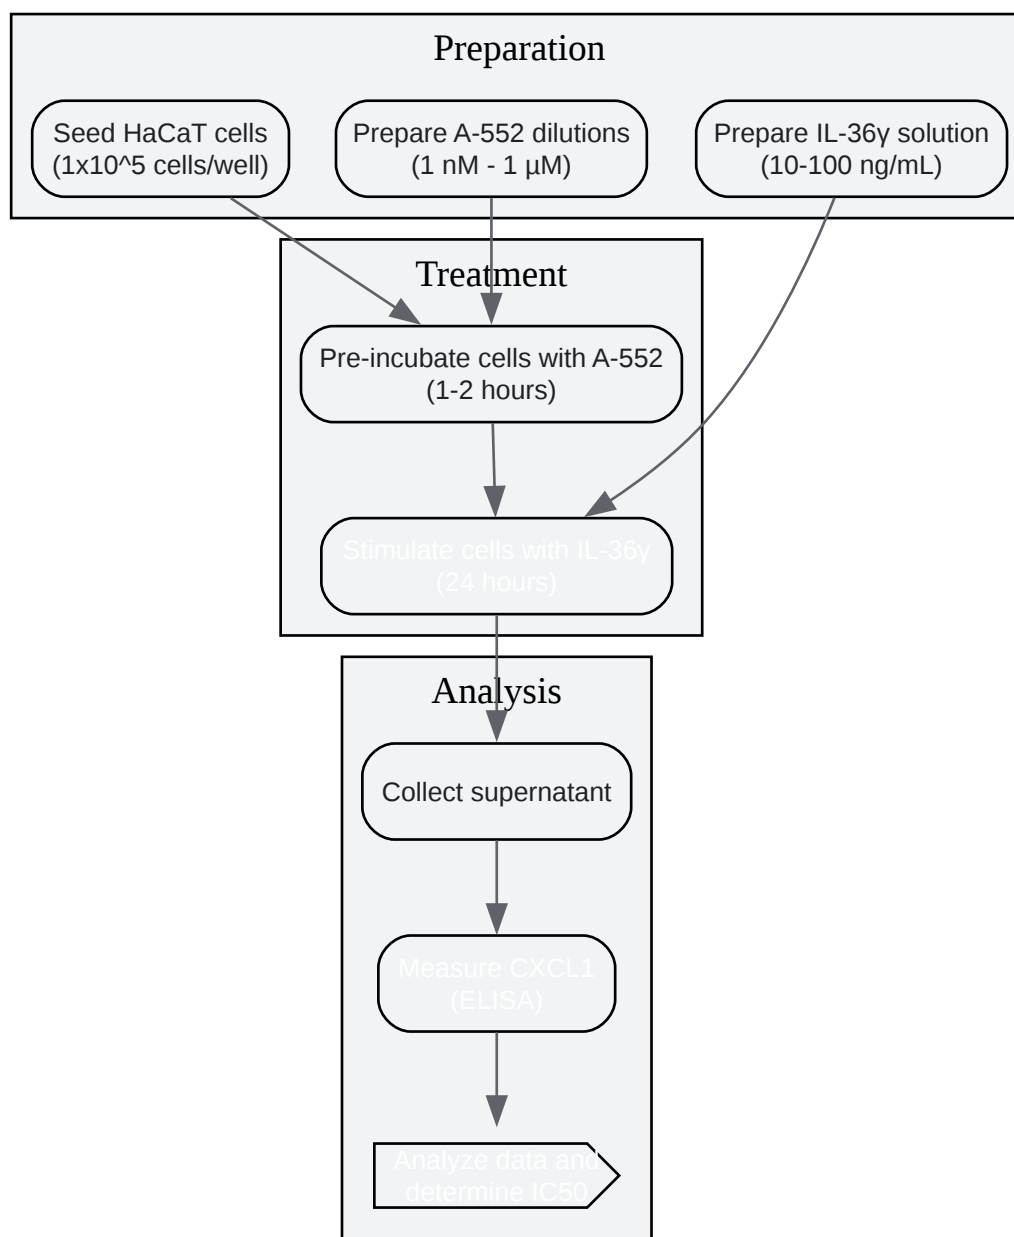 Preparation
Seed HaCaT cells
(1x10^5 cells/well)
Prepare A-552 dilutions
(1 nM - 1 µM)
Prepare IL-36γ solution
(10-100 ng/mL)
Treatment
Pre-incubate cells with A-552
(1-2 hours)
Stimulate cells with IL-36γ
(24 hours)
Analysis
Collect supernatant
Measure CXCL1
(ELISA)
Analyze data and
determine IC50